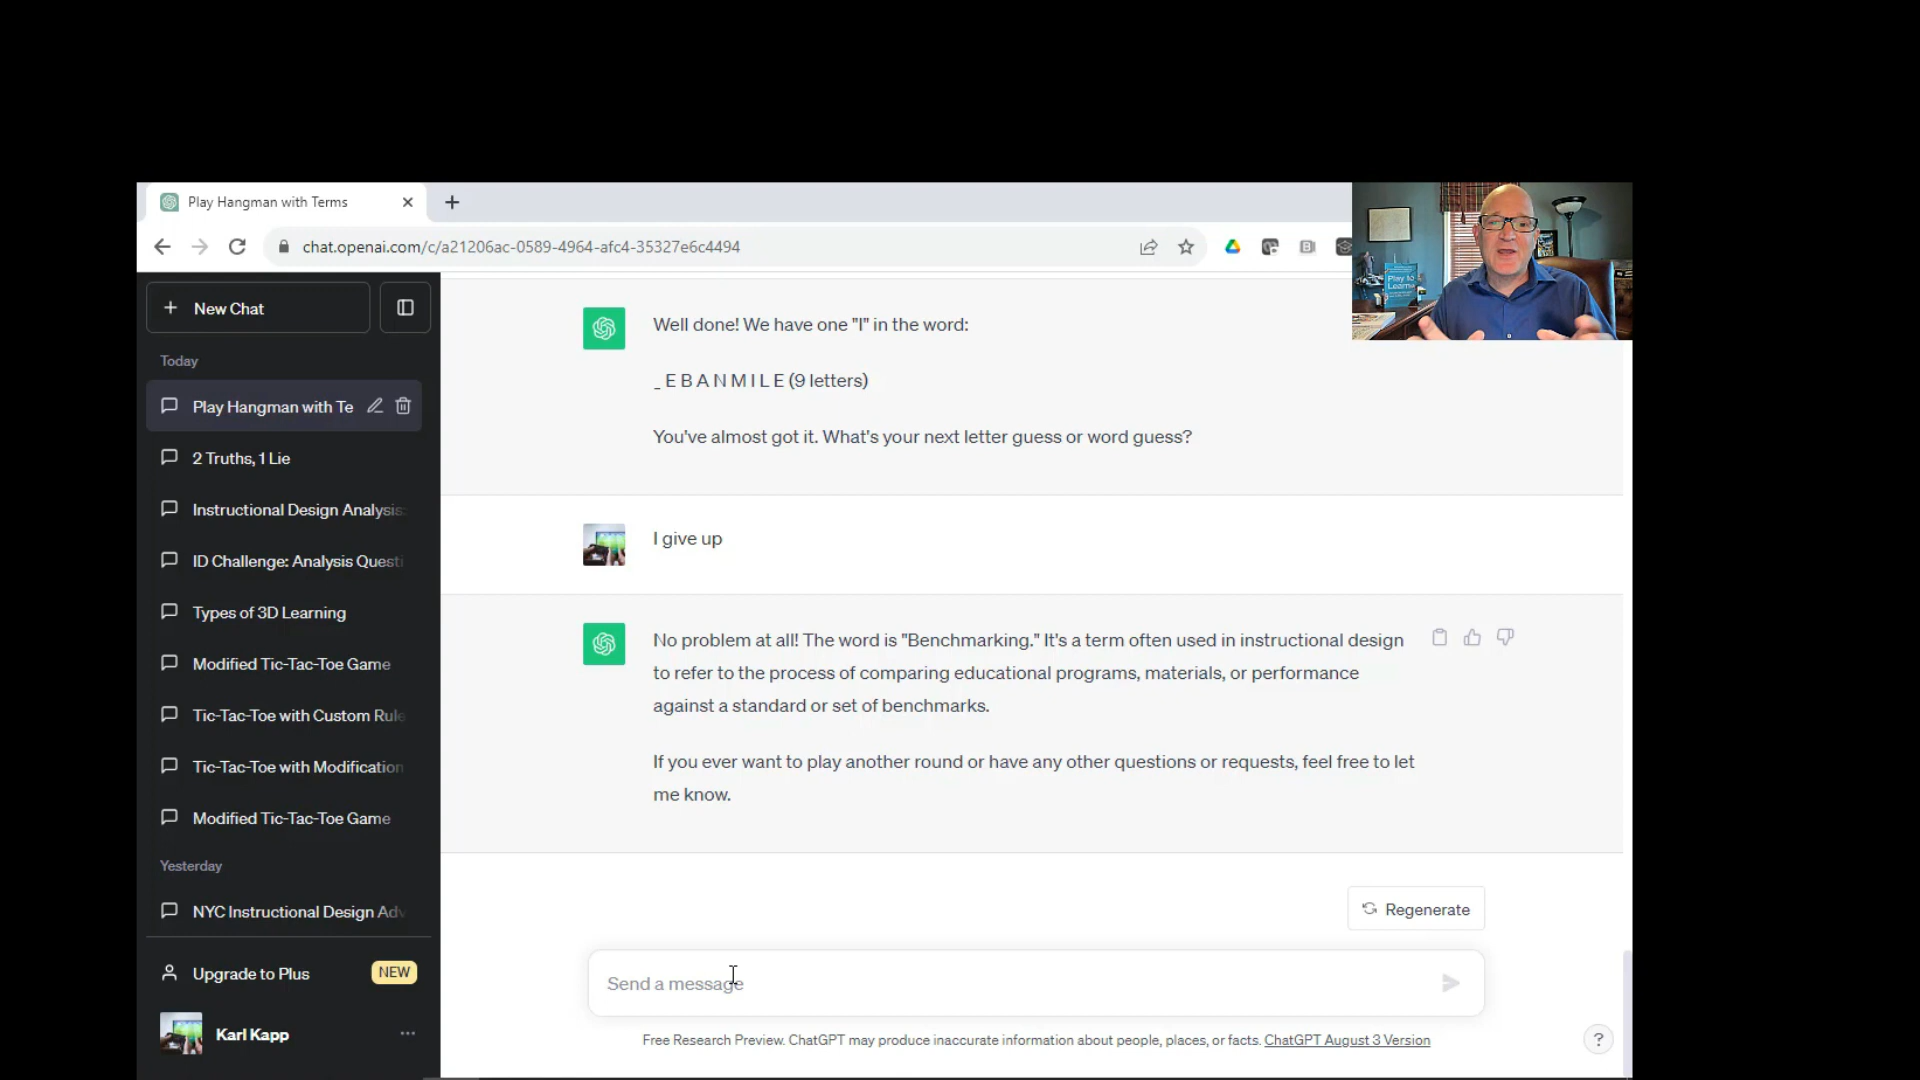 Play Hangman with Terms
chat.openai.com/c/a21206ac-0589-4964-afc4-35327e6c4494
New Chat
Today
Play Hangman with Te
2 Truths, 1 Lie
Instructional Design Analysis
ID Challenge: Analysis Questi
Types of 3D Learning
Modified Tic-Tac-Toe Game
Tic-Tac-Toe with Custom Rule
Tic-Tac-Toe with Modification
Modified Tic-Tac-Toe Game
Yesterday
NYC Instructional Design Adv
Upgrade to Plus NEW
Karl Kapp
Play to
Learn
Well done! We have one "I" in the word:
_ E B A N M I L E (9 letters)
You've almost got it. What's your next letter guess or word guess?
I give up
No problem at all! The word is "Benchmarking." It's a term often used in instructional design
to refer to the process of comparing educational programs, materials, or performance
against a standard or set of benchmarks.
If you ever want to play another round or have any other questions or requests, feel free to let
me know.
Regenerate
Send a message
Free Research Preview. ChatGPT may produce inaccurate information about people, places, or facts. ChatGPT August 3 Version
?